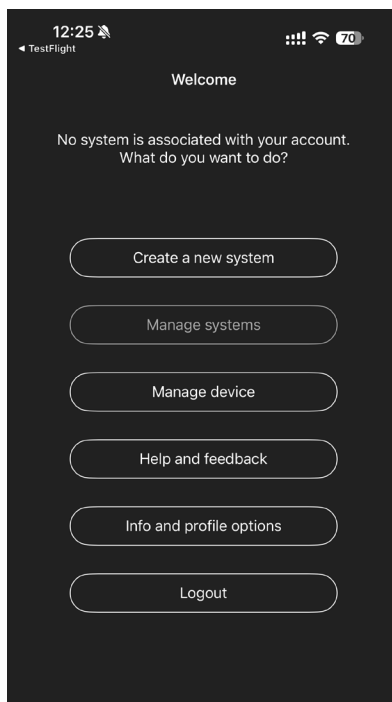 12:25
◀ TestFlight
70
Welcome
No system is associated with your account.
What do you want to do?
Create a new system
Manage systems
Manage device
Help and feedback
Info and profile options
Logout